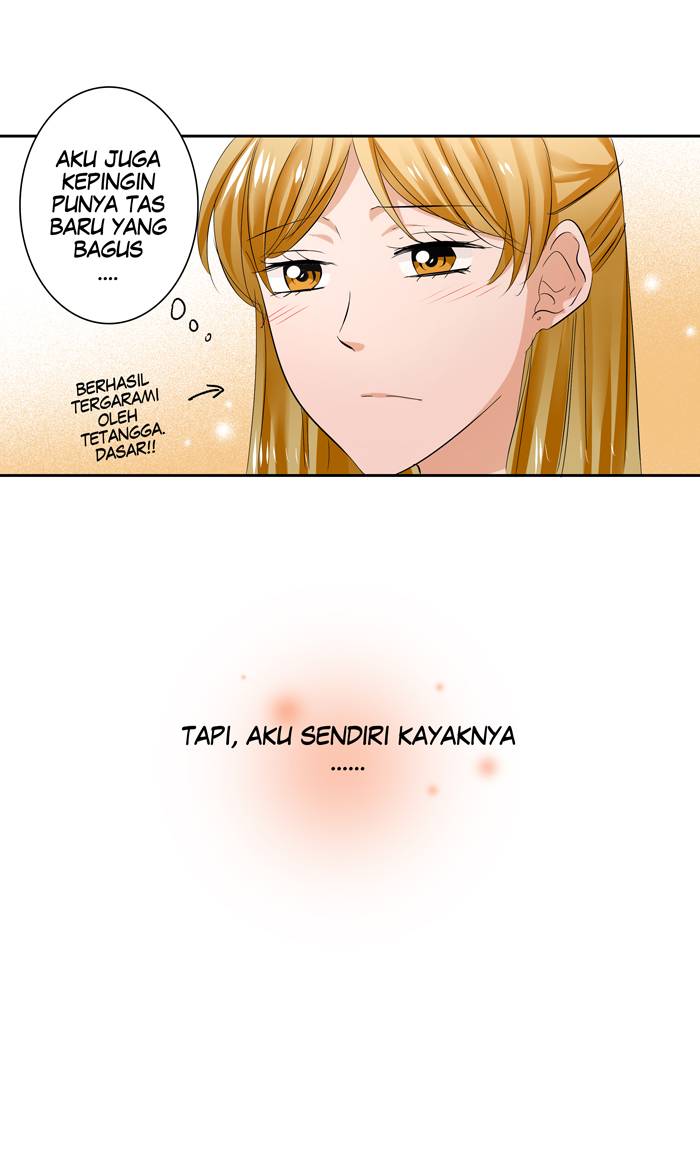 AKU JUGA
KEPINGIN
PUNYA TAS
BARU YANG
BAGUS
....
BERHASIL
TERGARAMI
OLEH
TETANGGA.
DASAR!!
TAPI, AKU SENDIRI KAYAKNYA
......